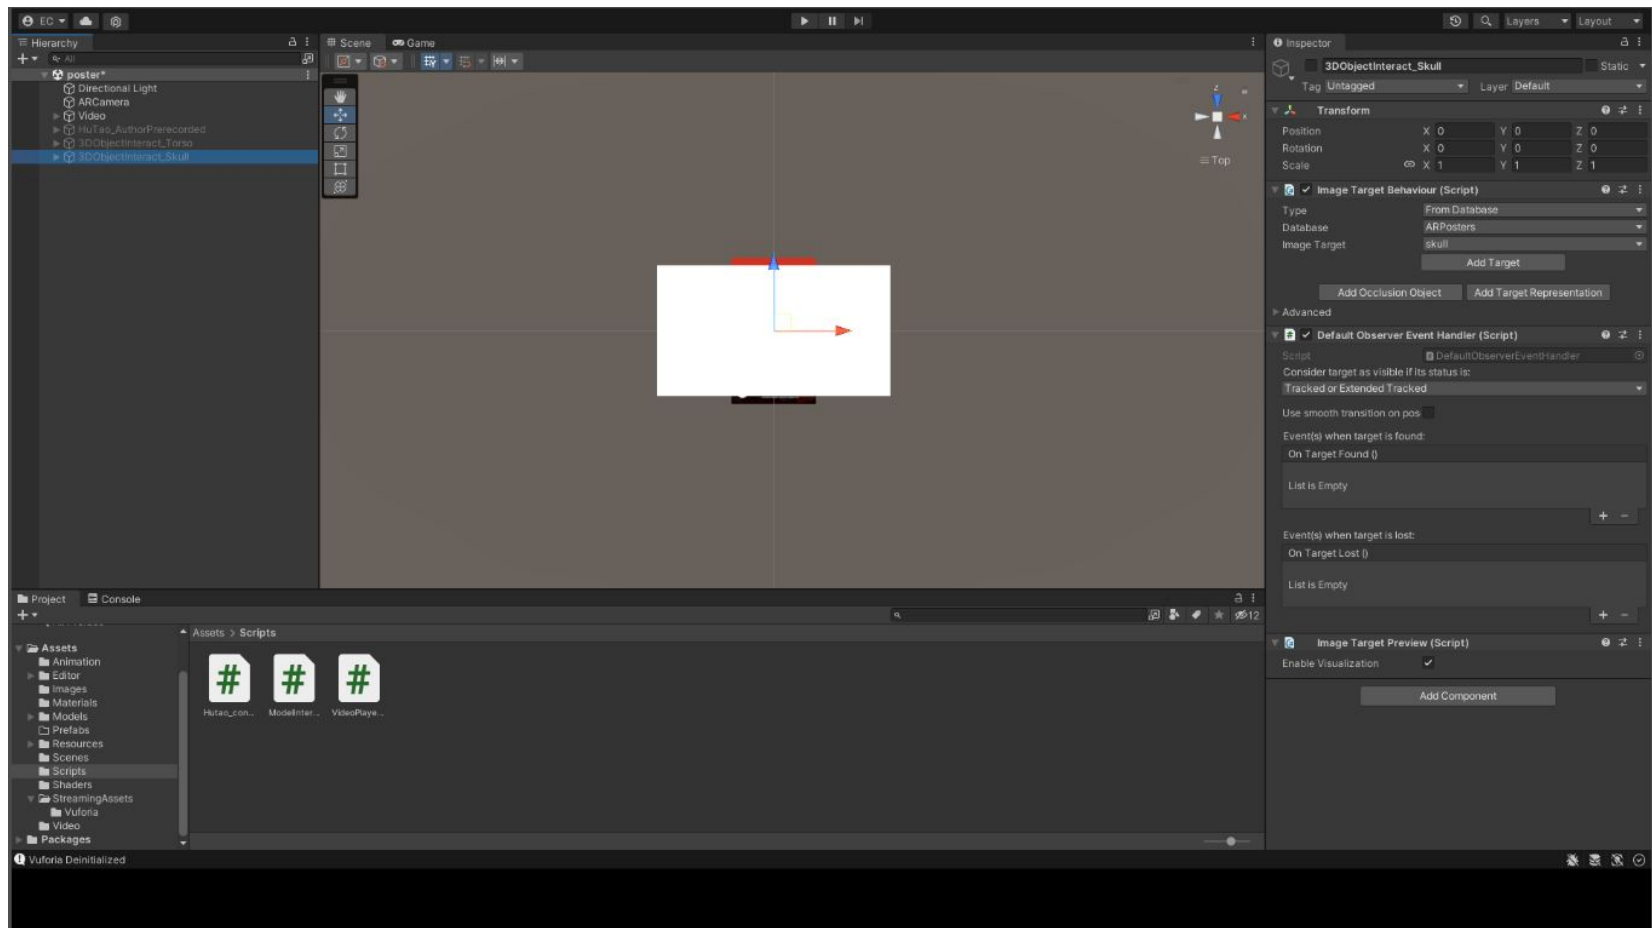 EC
Layers
Layout
Hierarchy
All
poster*
Directional Light
ARCamera
Video
HuTao_AuthorPrerecorded
3DObjectInteract_Torso
3DObjectInteract_Skull
Scene Game
z
x
Top
Inspector
3DObjectInteract_Skull Static
Tag Untagged Layer Default
Transform
Position X 0 Y 0 Z 0
Rotation X 0 Y 0 Z 0
Scale X 1 Y 1 Z 1
Image Target Behaviour (Script)
Type From Database
Database ARPosters
Image Target skull
Add Target
Add Occlusion Object Add Target Representation
Advanced
# Default Observer Event Handler (Script)
Script DefaultObserverEventHandler
Consider target as visible if its status is:
Tracked or Extended Tracked
Use smooth transition on pos
Event(s) when target is found:
On Target Found ()
List is Empty
+ −
Event(s) when target is lost:
On Target Lost ()
List is Empty
+ −
Image Target Preview (Script)
Enable Visualization
Add Component
Project Console
12
Assets
Animation
Editor
Images
Materials
Models
Prefabs
Resources
Scenes
Scripts
Shaders
StreamingAssets
Vuforia
Video
Packages
Assets > Scripts
# # #
Hutao_con... ModelInter... VideoPlaye...
Vuforia Deinitialized